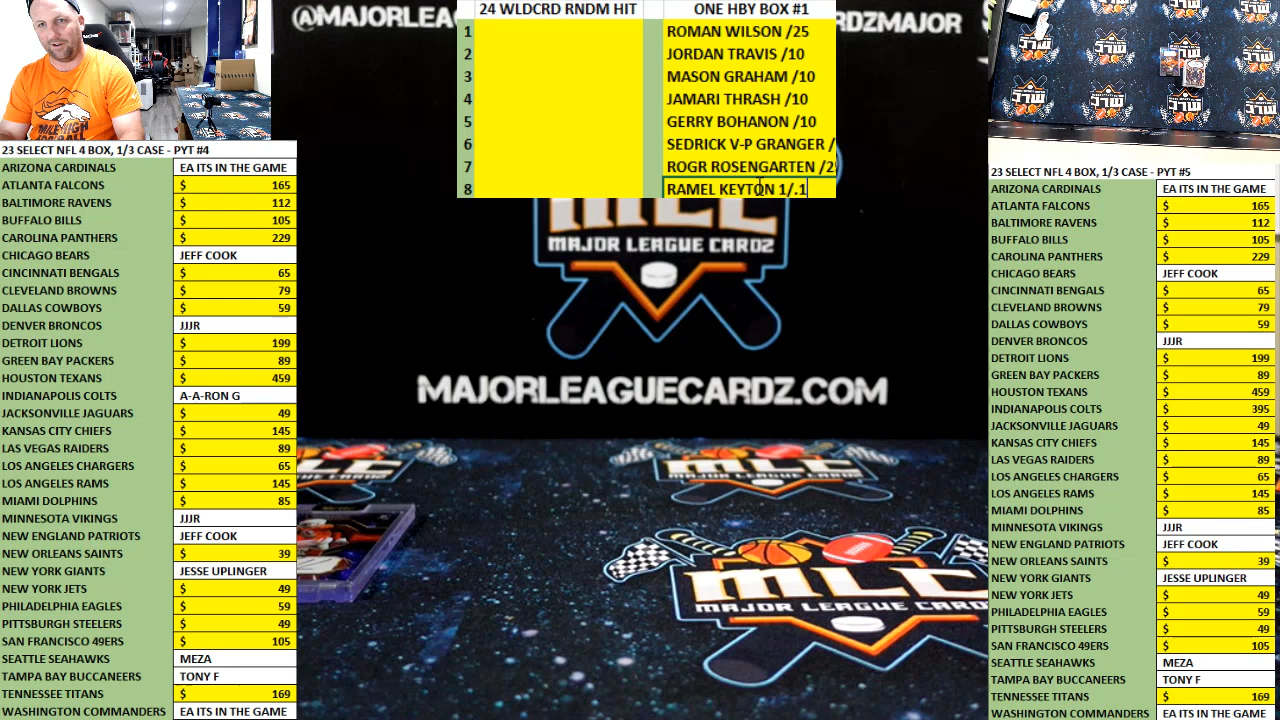 @MAJORLEAG
DZMAJOR
24 WLDCRD RNDM HIT ONE HBY BOX #1
1 ROMAN WILSON /25
2 JORDAN TRAVIS /10
3 MASON GRAHAM /10
4 JAMARI THRASH /10
5 GERRY BOHANON /10
6 SEDRICK V-P GRANGER /
7 ROGR ROSENGARTEN /2
8 RAMEL KEYTON 1/.1
MLC
MAJOR LEAGUE CARDZ
MAJORLEAGUECARDZ.COM
MLC
MAJOR LEAGUE CARDZ
MLC
MAJOR LEAGUE CARD
23 SELECT NFL 4 BOX, 1/3 CASE - PYT #4
ARIZONA CARDINALS EA ITS IN THE GAME
ATLANTA FALCONS $ 165
BALTIMORE RAVENS $ 112
BUFFALO BILLS $ 105
CAROLINA PANTHERS $ 229
CHICAGO BEARS JEFF COOK
CINCINNATI BENGALS $ 65
CLEVELAND BROWNS $ 79
DALLAS COWBOYS $ 59
DENVER BRONCOS JJJR
DETROIT LIONS $ 199
GREEN BAY PACKERS $ 89
HOUSTON TEXANS $ 459
INDIANAPOLIS COLTS A-A-RON G
JACKSONVILLE JAGUARS $ 49
KANSAS CITY CHIEFS $ 145
LAS VEGAS RAIDERS $ 89
LOS ANGELES CHARGERS $ 65
LOS ANGELES RAMS $ 145
MIAMI DOLPHINS $ 85
MINNESOTA VIKINGS JJJR
NEW ENGLAND PATRIOTS JEFF COOK
NEW ORLEANS SAINTS $ 39
NEW YORK GIANTS JESSE UPLINGER
NEW YORK JETS $ 49
PHILADELPHIA EAGLES $ 59
PITTSBURGH STEELERS $ 49
SAN FRANCISCO 49ERS $ 105
SEATTLE SEAHAWKS MEZA
TAMPA BAY BUCCANEERS TONY F
TENNESSEE TITANS $ 169
WASHINGTON COMMANDERS EA ITS IN THE GAME
23 SELECT NFL 4 BOX, 1/3 CASE - PYT #5
ARIZONA CARDINALS EA ITS IN THE GAME
ATLANTA FALCONS $ 165
BALTIMORE RAVENS $ 112
BUFFALO BILLS $ 105
CAROLINA PANTHERS $ 229
CHICAGO BEARS JEFF COOK
CINCINNATI BENGALS $ 65
CLEVELAND BROWNS $ 79
DALLAS COWBOYS $ 59
DENVER BRONCOS JJJR
DETROIT LIONS $ 199
GREEN BAY PACKERS $ 89
HOUSTON TEXANS $ 459
INDIANAPOLIS COLTS $ 395
JACKSONVILLE JAGUARS $ 49
KANSAS CITY CHIEFS $ 145
LAS VEGAS RAIDERS $ 89
LOS ANGELES CHARGERS $ 65
LOS ANGELES RAMS $ 145
MIAMI DOLPHINS $ 85
MINNESOTA VIKINGS JJJR
NEW ENGLAND PATRIOTS JEFF COOK
NEW ORLEANS SAINTS $ 39
NEW YORK GIANTS JESSE UPLINGER
NEW YORK JETS $ 49
PHILADELPHIA EAGLES $ 59
PITTSBURGH STEELERS $ 49
SAN FRANCISCO 49ERS $ 105
SEATTLE SEAHAWKS MEZA
TAMPA BAY BUCCANEERS TONY F
TENNESSEE TITANS $ 169
WASHINGTON COMMANDERS EA ITS IN THE GAME